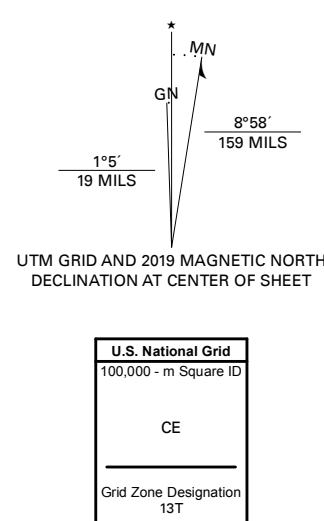 ★
MN
GN
8°58´
159 MILS
1°5´
19 MILS
UTM GRID AND 2019 MAGNETIC NORTH
DECLINATION AT CENTER OF SHEET
U.S. National Grid
100,000 - m Square ID
CE
Grid Zone Designation
13T